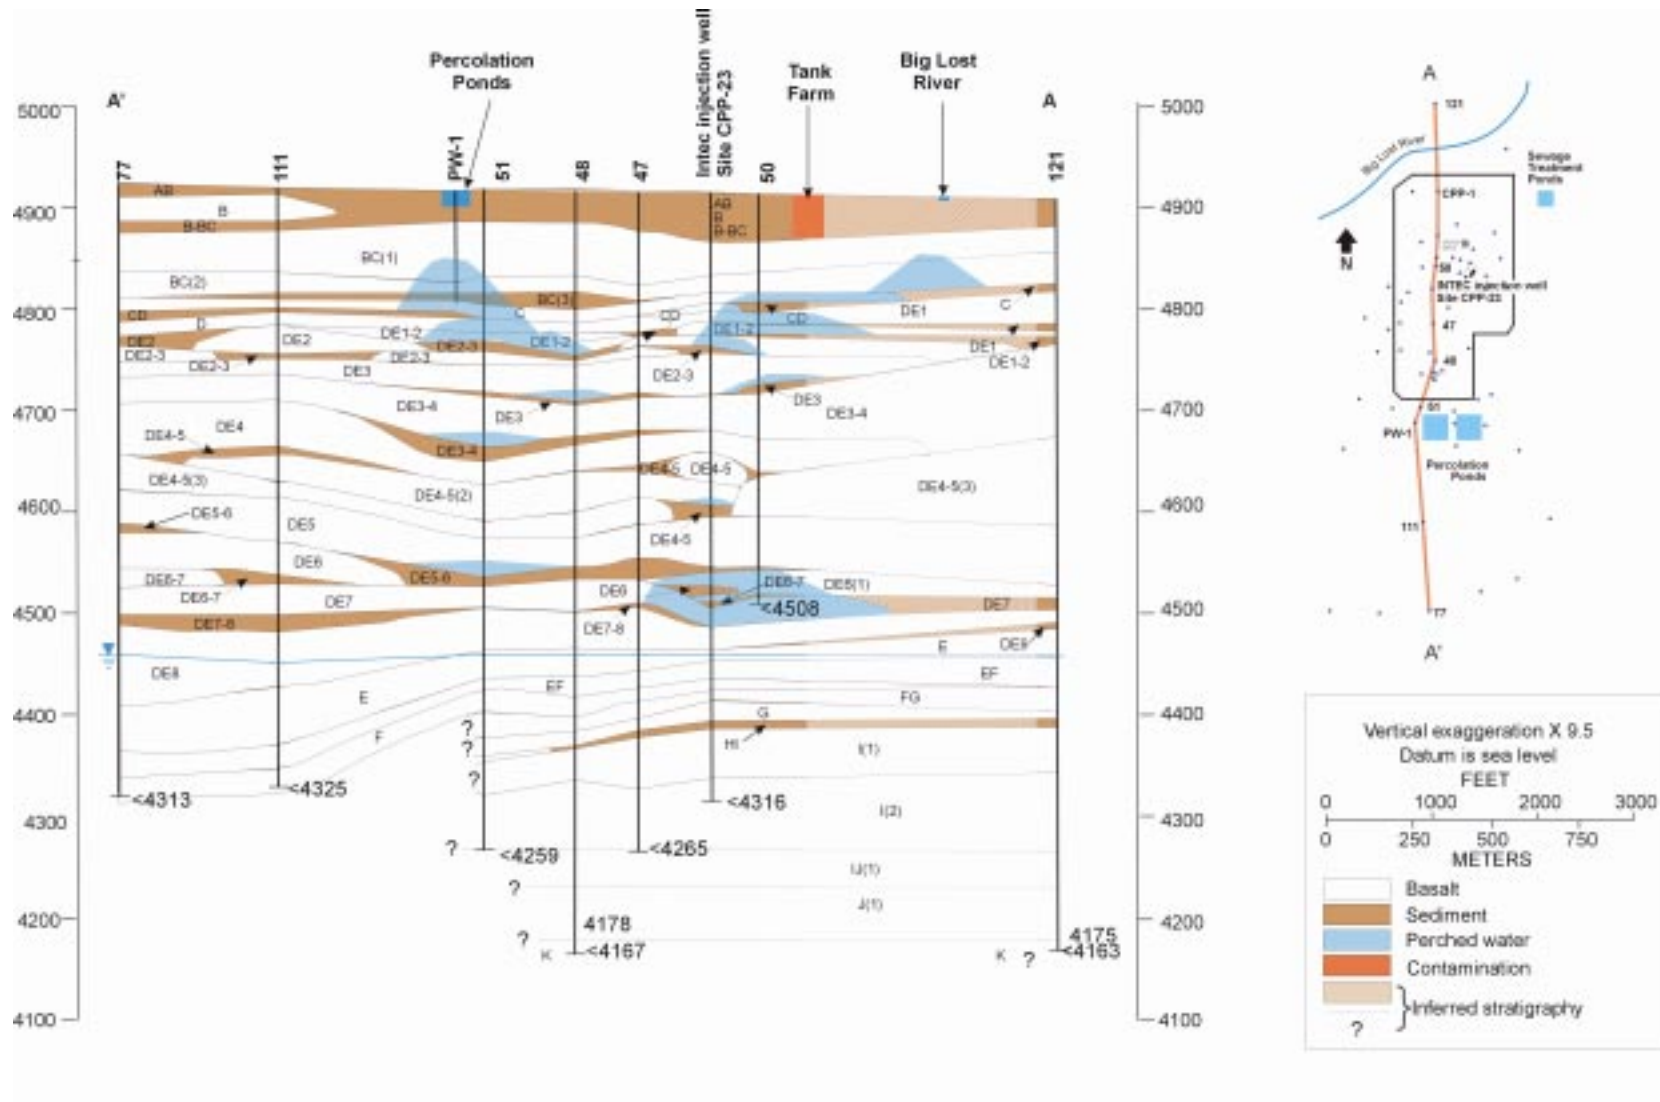 Percolation
Ponds
Intec injection well
Site CPP-23
Tank
Farm
Big Lost
River
A'
A
5000
4900
4800
4700
4600
4500
4400
4300
4200
4100
5000
4900
4800
4700
4600
4500
4400
4300
4200
4100
77
111
PW-1
51
48
47
50
121
AB
B
B-BC
AB
B
B-BC
BC(1)
BC(2)
BC(3)
C
C
CD
CD
CD
D
DE1
DE1
DE1-2
DE1-2
DE1-2
DE1-2
DE2
DE2
DE2-3
DE2-3
DE2-3
DE2-3
DE2-3
DE3
DE3
DE3
DE3-4
DE3-4
DE3-4
DE4
DE4-5
DE4-5
DE4-5
DE4-5
DE4-5(3)
DE4-5(2)
DE4-5(3)
DE5
DE5-6
DE5-6
DE6
DE6
DE6(1)
DE6-7
DE6-7
DE6-7
DE7
DE7
DE7-8
DE7-8
DE8
DE8
E
E
EF
EF
F
FG
G
HI
I(1)
I(2)
IJ(1)
J(1)
K
K
?
?
?
?
?
?
?
<4313
<4325
<4259
4178
<4167
<4265
<4316
<4508
4175
<4163
A
121
Big Lost River
Sewage
Treatment
Ponds
CPP-1
N
50
INTEC injection well
Site CPP-23
47
48
51
PW-1
Percolation
Ponds
111
77
A'
Vertical exaggeration X 9.5
Datum is sea level
FEET
0 1000 2000 3000
0 250 500 750
METERS
Basalt
Sediment
Perched water
Contamination
Inferred stratigraphy
?